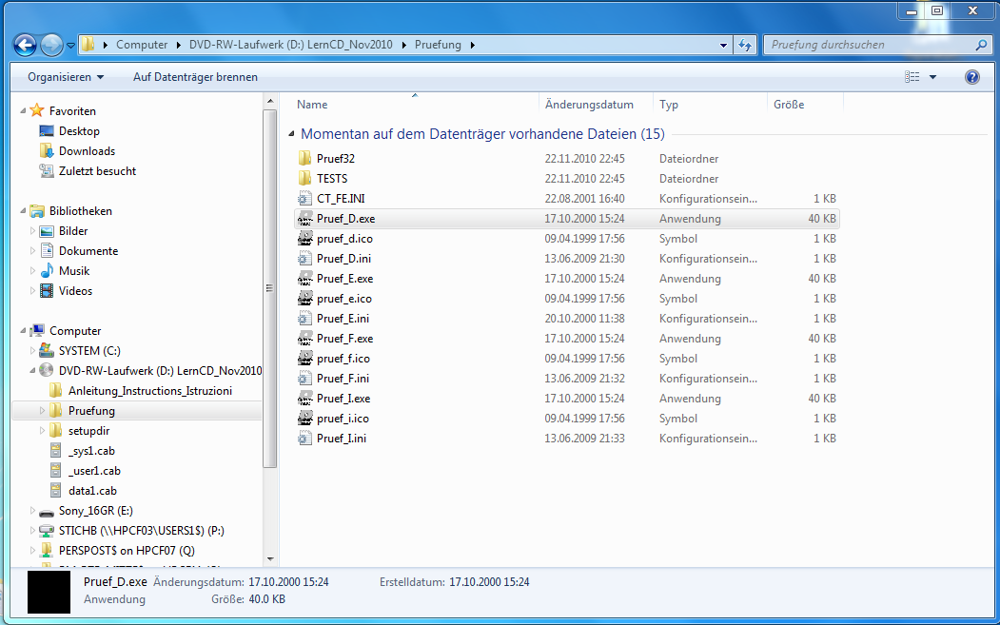 Computer ▸ DVD-RW-Laufwerk (D:) LernCD_Nov2010 ▸ Pruefung ▸
Pruefung durchsuchen
Organisieren
Auf Datenträger brennen
Favoriten
Desktop
Downloads
Zuletzt besucht
Bibliotheken
Bilder
Dokumente
Musik
Videos
Computer
SYSTEM (C:)
DVD-RW-Laufwerk (D:) LernCD_Nov2010
Anleitung_Instructions_Istruzioni
Pruefung
setupdir
_sys1.cab
_user1.cab
data1.cab
Sony_16GR (E:)
STICHB (\\HPCF03\USERS1$) (P:)
PERSPOST$ on HPCF07 (Q)
Name Änderungsdatum Typ Größe
Momentan auf dem Datenträger vorhandene Dateien (15)
Pruef32 22.11.2010 22:45 Dateiordner
TESTS 22.11.2010 22:45 Dateiordner
CT_FE.INI 22.08.2001 16:40 Konfigurationsein... 1 KB
Pruef_D.exe 17.10.2000 15:24 Anwendung 40 KB
pruef_d.ico 09.04.1999 17:56 Symbol 1 KB
Pruef_D.ini 13.06.2009 21:30 Konfigurationsein... 1 KB
Pruef_E.exe 17.10.2000 15:24 Anwendung 40 KB
pruef_e.ico 09.04.1999 17:56 Symbol 1 KB
Pruef_E.ini 20.10.2000 11:38 Konfigurationsein... 1 KB
Pruef_F.exe 17.10.2000 15:24 Anwendung 40 KB
pruef_f.ico 09.04.1999 17:56 Symbol 1 KB
Pruef_F.ini 13.06.2009 21:32 Konfigurationsein... 1 KB
Pruef_I.exe 17.10.2000 15:24 Anwendung 40 KB
pruef_i.ico 09.04.1999 17:56 Symbol 1 KB
Pruef_I.ini 13.06.2009 21:33 Konfigurationsein... 1 KB
Pruef_D.exe Änderungsdatum: 17.10.2000 15:24 Erstelldatum: 17.10.2000 15:24
Anwendung Größe: 40.0 KB